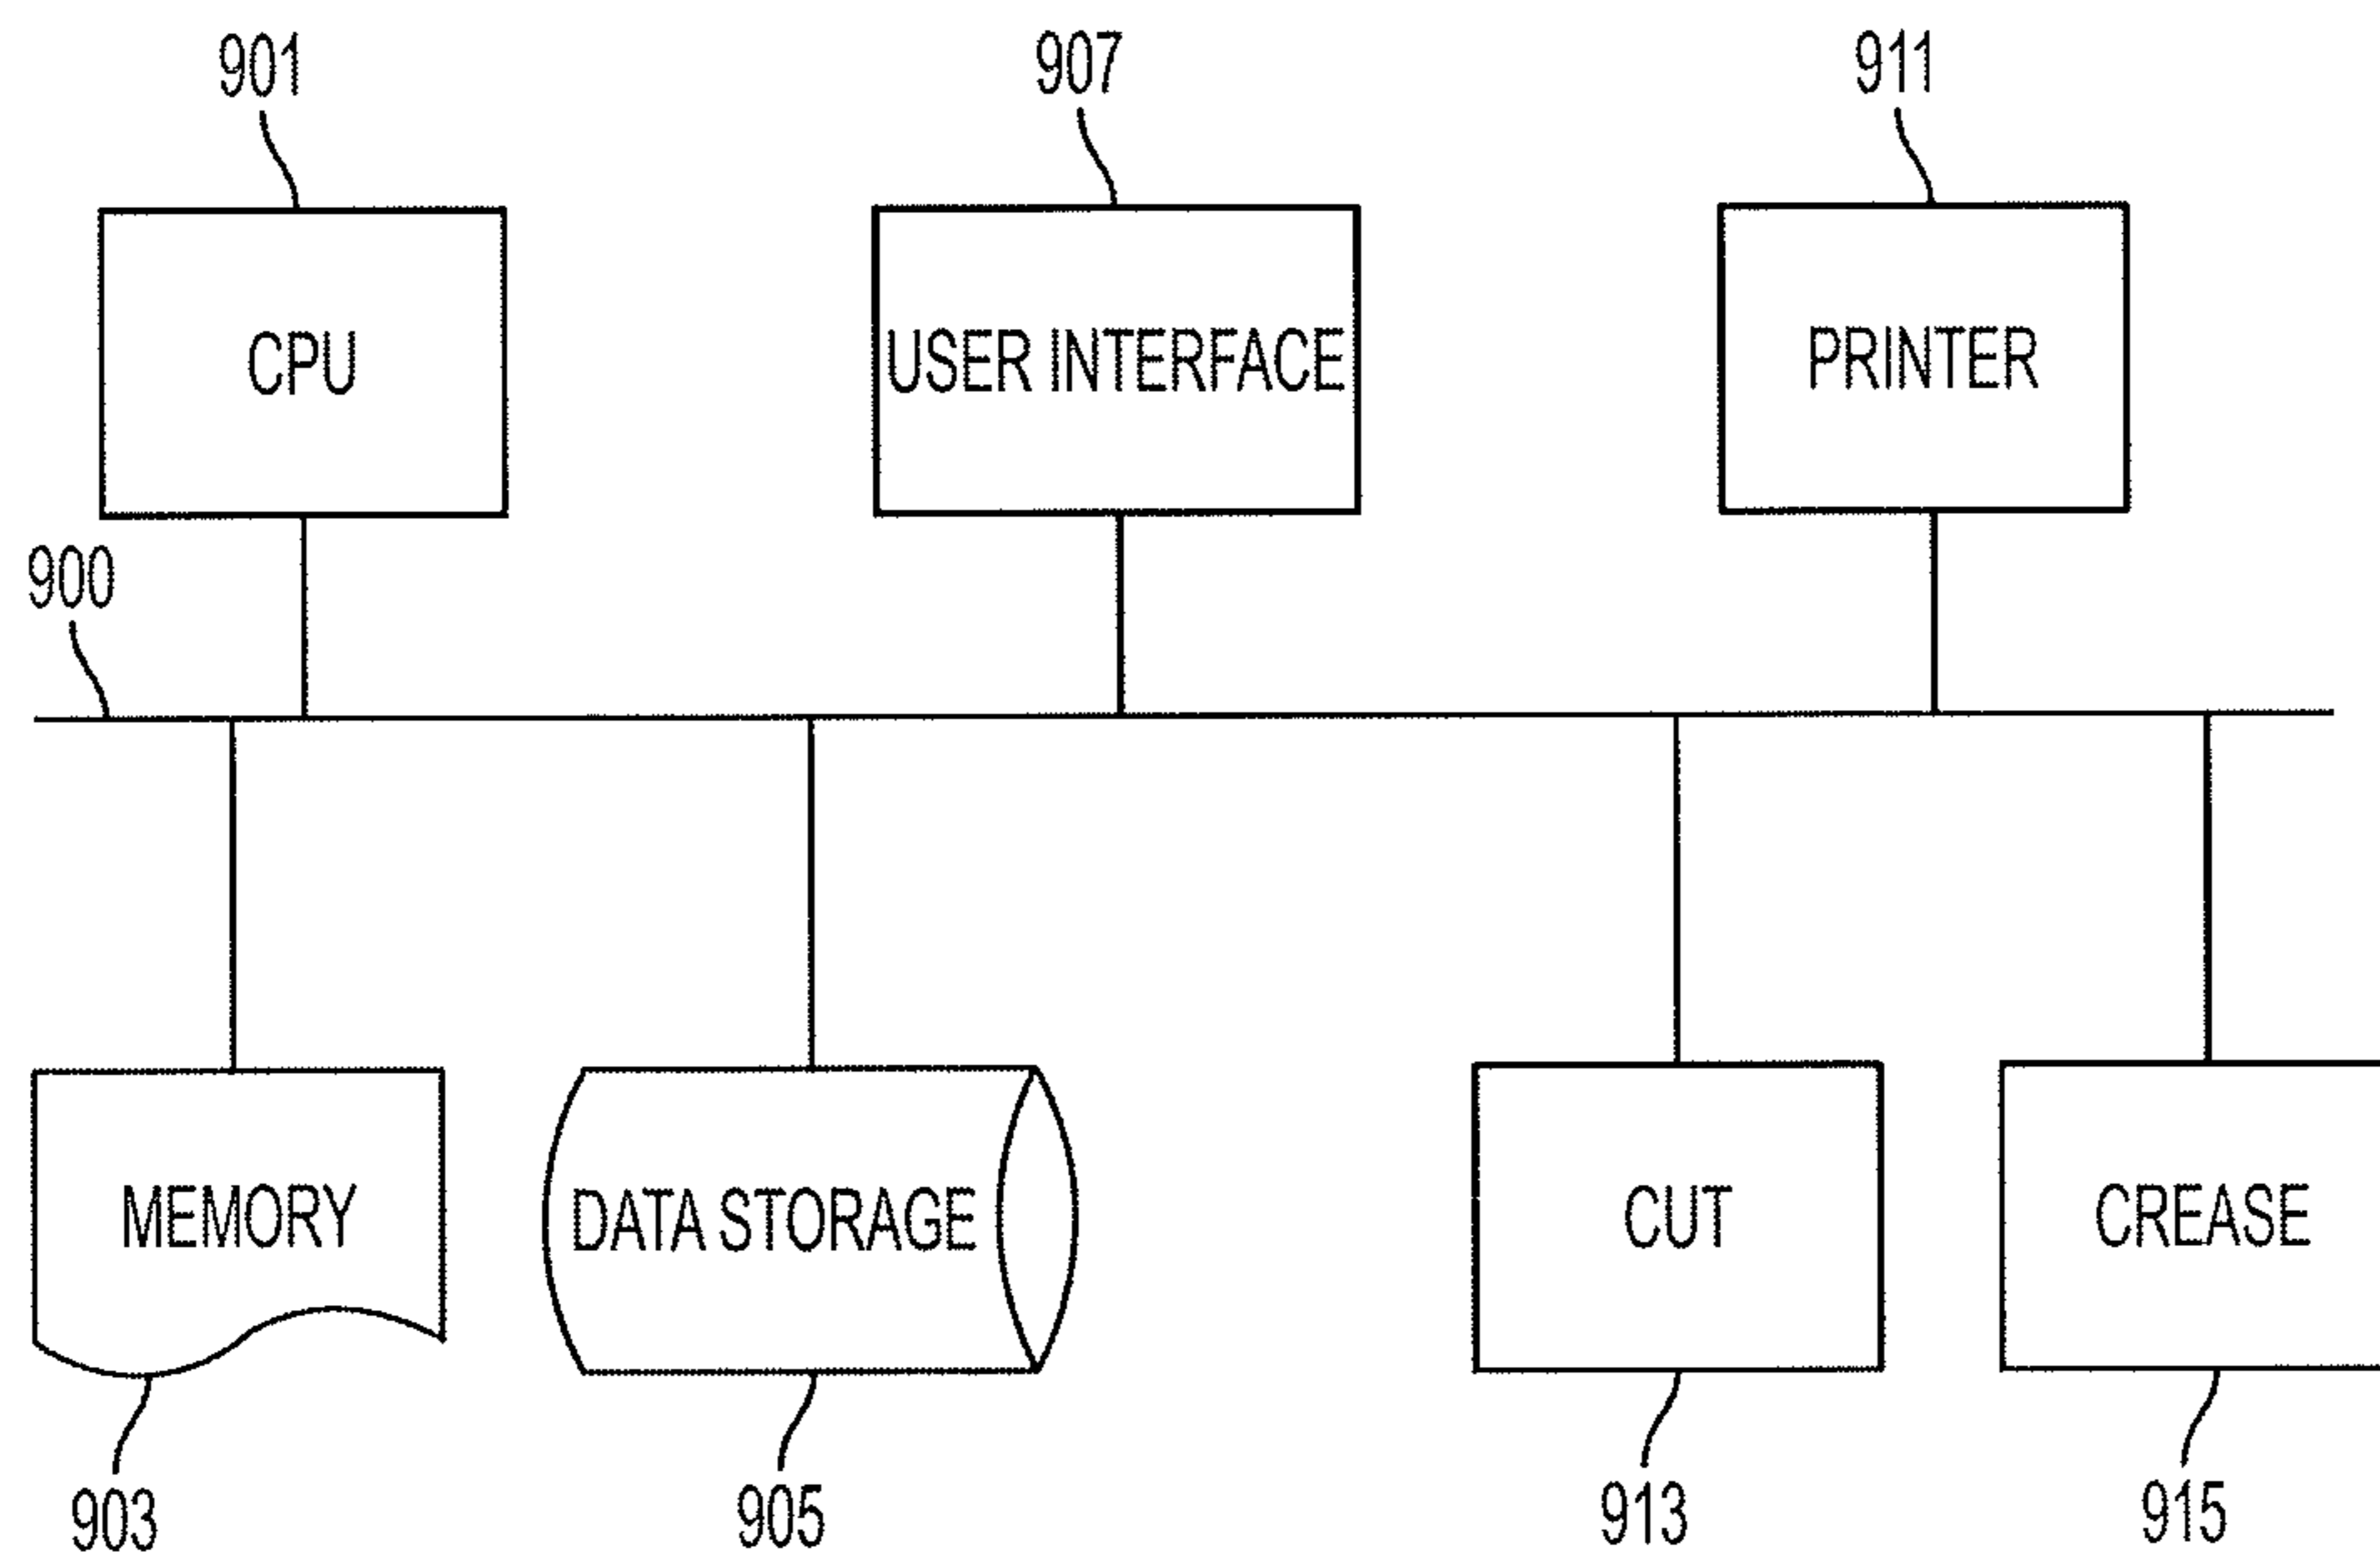 901
907
911
CPU
USER INTERFACE
PRINTER
900
MEMORY
DATA STORAGE
CUT
CREASE
903
905
913
915